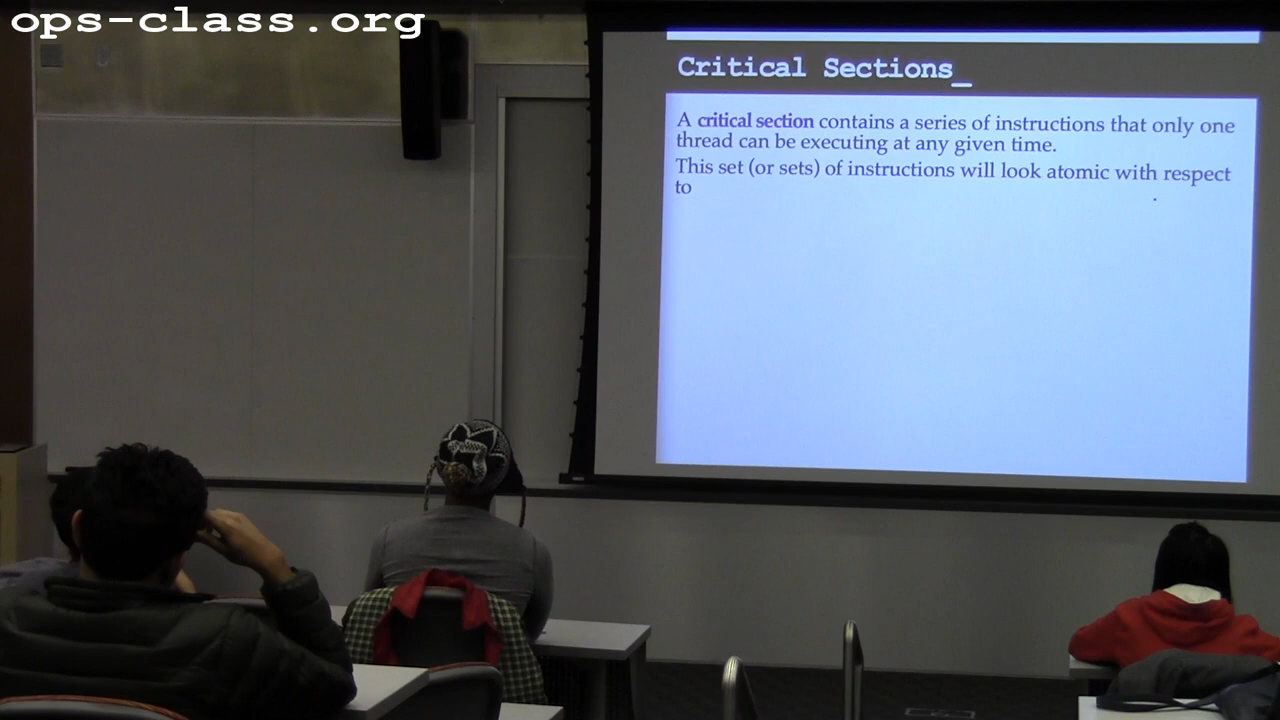 ops-class.org
Critical Sections_
A critical section contains a series of instructions that only one
thread can be executing at any given time.
This set (or sets) of instructions will look atomic with respect
to